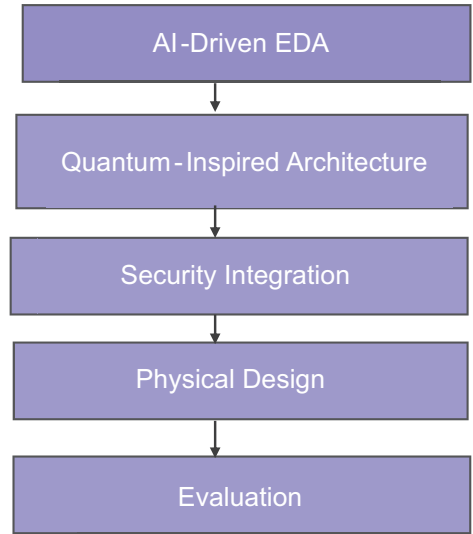 AI-Driven EDA
Quantum-Inspired Architecture
Security Integration
Physical Design
Evaluation